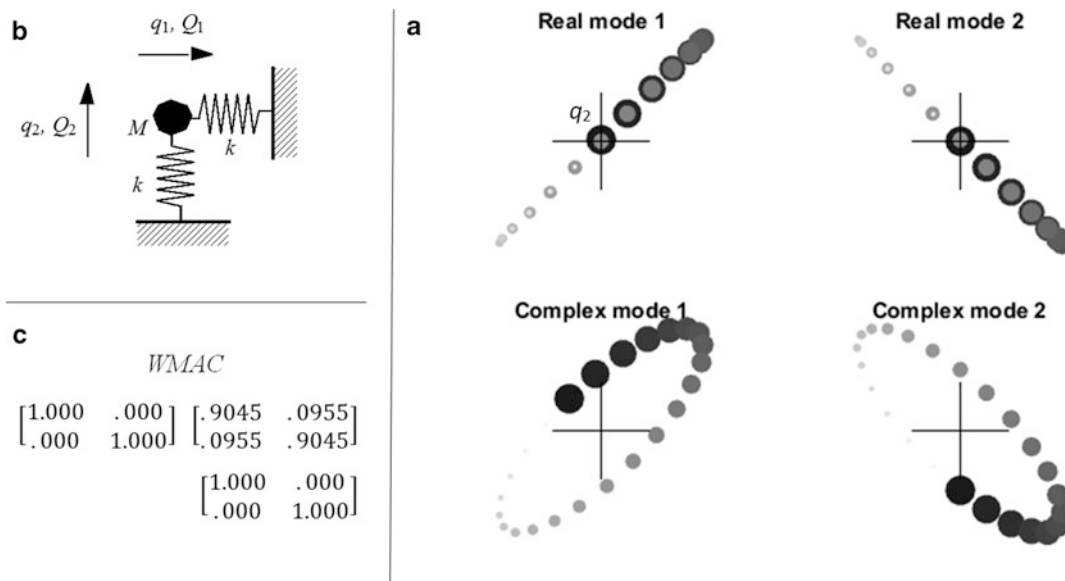 b
q1, Q1
q2, Q2
M
k
k
c
WMAC
[1.000 .000] [.9045 .0955]
[.000 1.000] [.0955 .9045]
[1.000 .000]
[.000 1.000]
a
Real mode 1
Real mode 2
q2
Complex mode 1
Complex mode 2